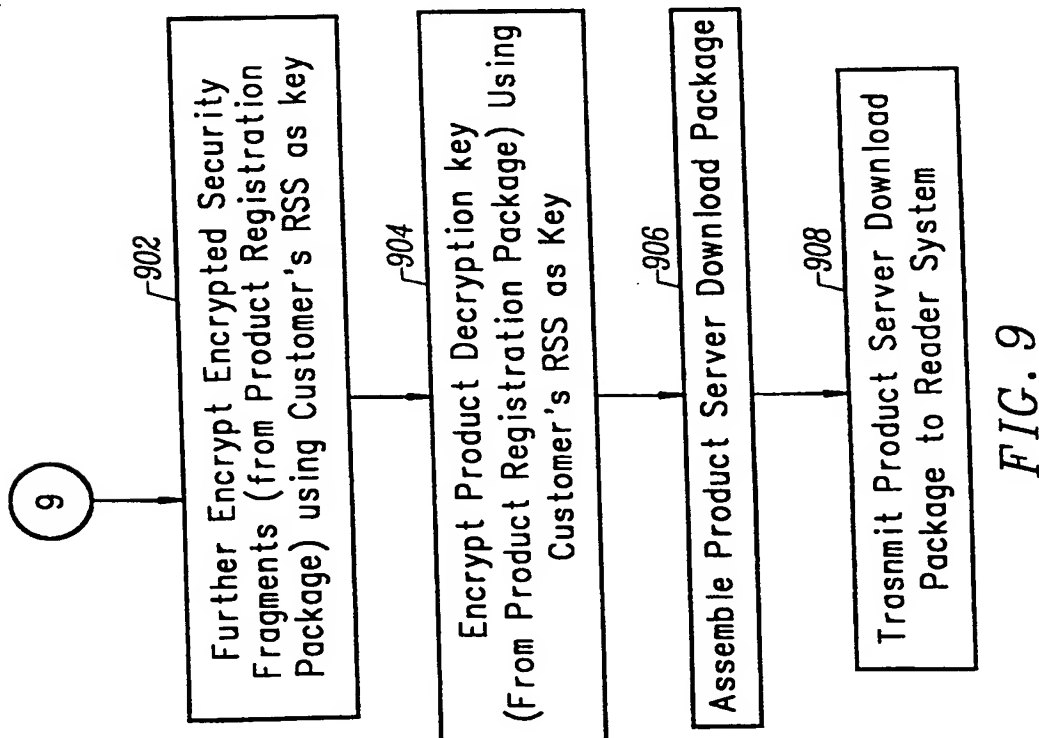 9
902
Further Encrypt Encrypted Security
Fragments (from Product Registration
Package) using Customer's RSS as key
904
Encrypt Product Decryption key
(From Product Registration Package) Using
Customer's RSS as Key
906
Assemble Product Server Download Package
908
Trasnmit Product Server Download
Package to Reader System
FIG. 9